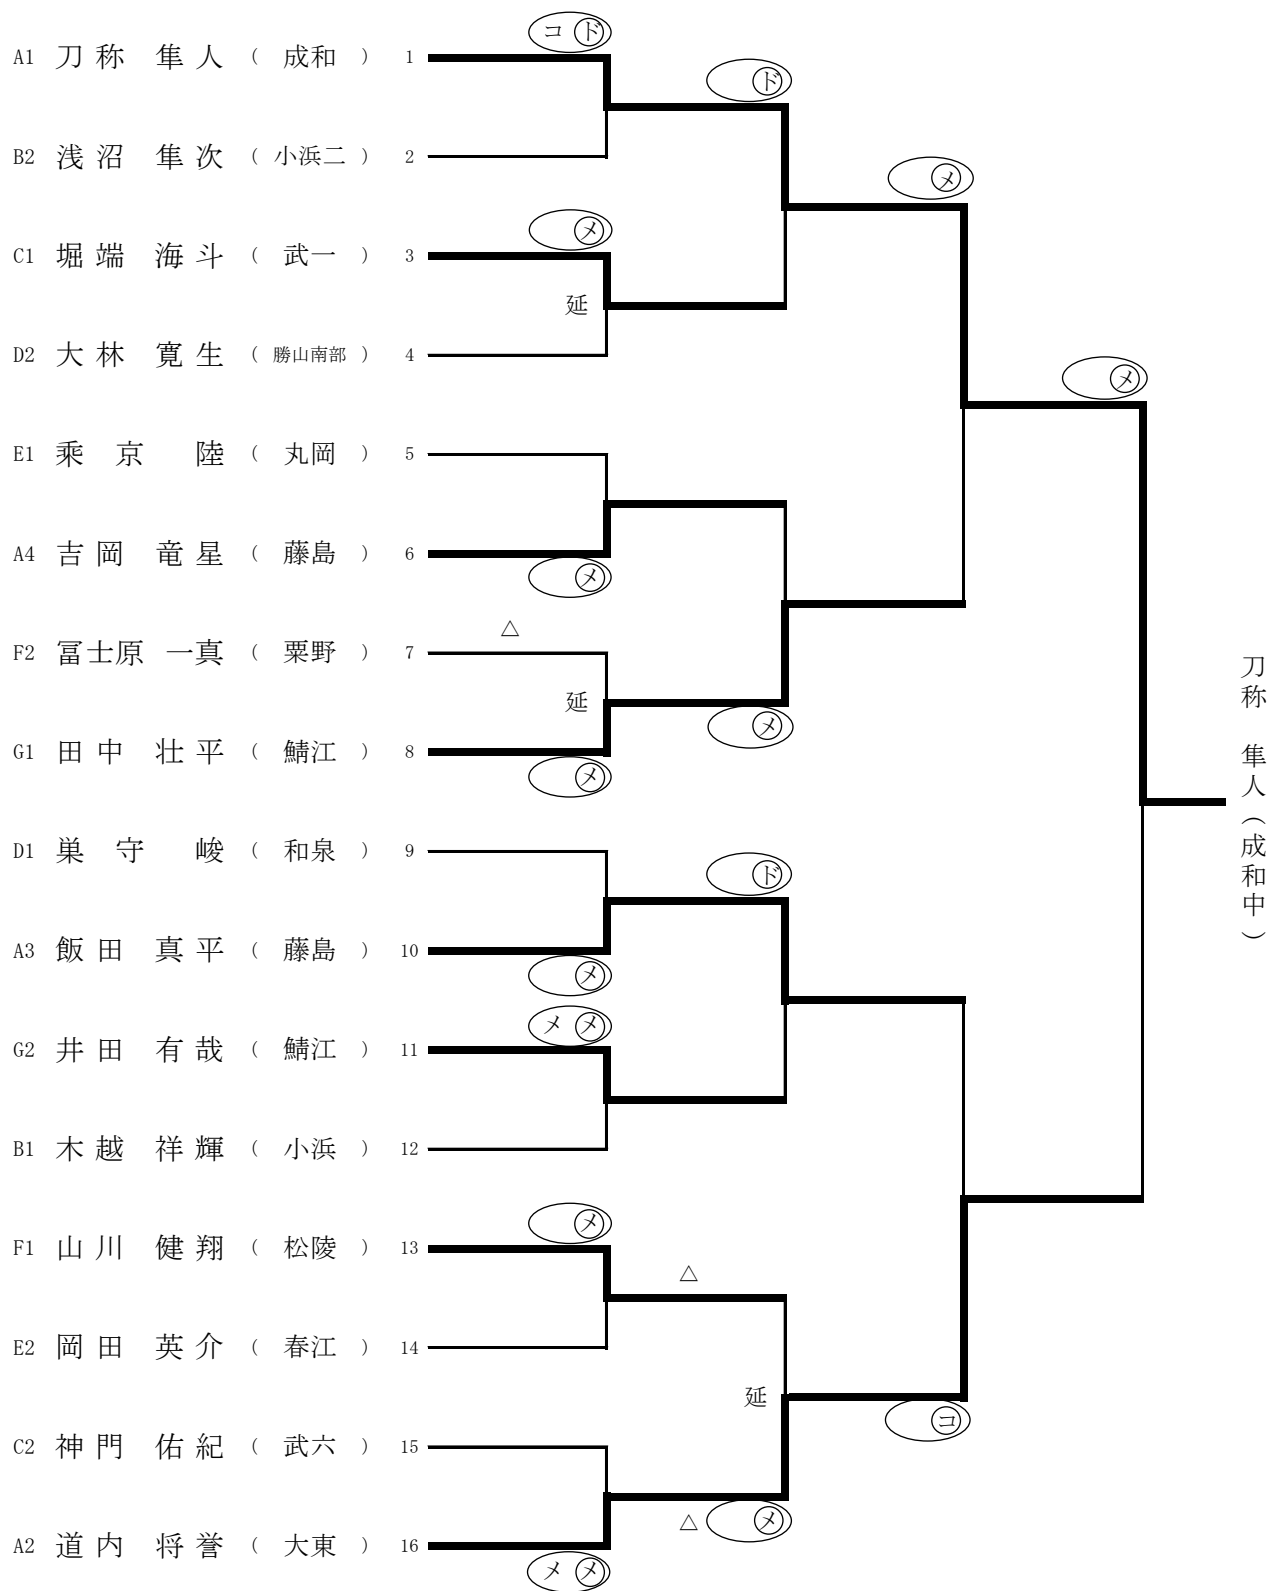 コ ド
A1 刀称 隼人 ( 成和 ) 1
ド
B2 浅沼 隼次 ( 小浜二 ) 2
メ
メ
C1 堀端 海斗 ( 武一 ) 3
延
D2 大林 寛生 ( 勝山南部 ) 4
メ
E1 乗京 陸 ( 丸岡 ) 5
A4 吉岡 竜星 ( 藤島 ) 6
メ
△
F2 冨士原 一真 ( 粟野 ) 7
延
メ
G1 田中 壮平 ( 鯖江 ) 8
メ
D1 巣守 峻 ( 和泉 ) 9
ド
A3 飯田 真平 ( 藤島 ) 10
メ
メ メ
G2 井田 有哉 ( 鯖江 ) 11
B1 木越 祥輝 ( 小浜 ) 12
メ
F1 山川 健翔 ( 松陵 ) 13
△
E2 岡田 英介 ( 春江 ) 14
延
コ
C2 神門 佑紀 ( 武六 ) 15
△ メ
A2 道内 将誉 ( 大東 ) 16
メ メ
刀称 隼人(成和中)